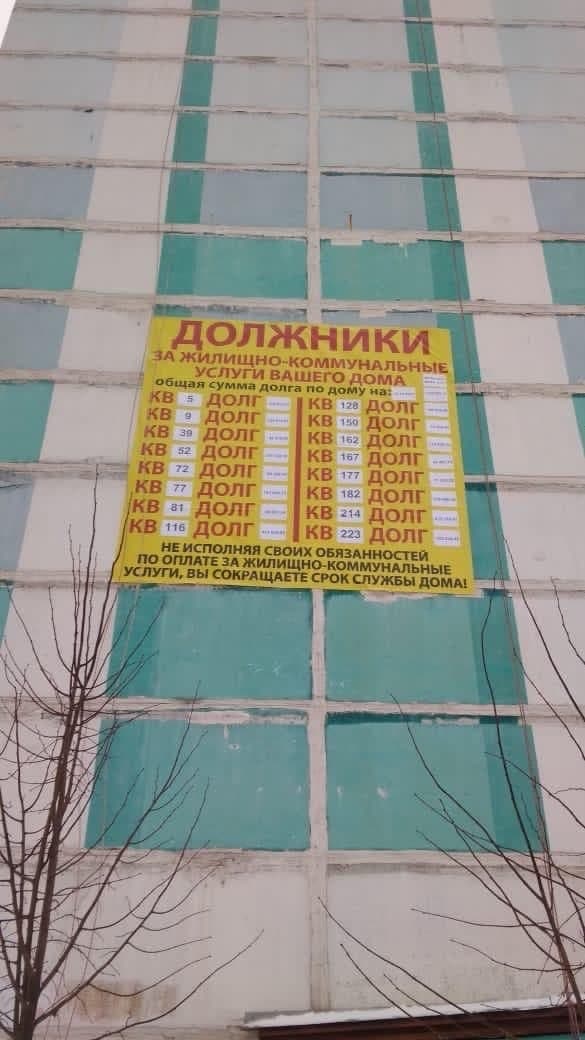 ДОЛЖНИКИ
ЗА ЖИЛИЩНО-КОММУНАЛЬНЫЕ
УСЛУГИ ВАШЕГО ДОМА
общая сумма долга по дому на:
КВ 5 ДОЛГ
КВ 9 ДОЛГ
КВ 39 ДОЛГ
КВ 52 ДОЛГ
КВ 72 ДОЛГ
КВ 77 ДОЛГ
КВ 81 ДОЛГ
КВ 116 ДОЛГ
КВ 128 ДОЛГ
КВ 150 ДОЛГ
КВ 162 ДОЛГ
КВ 167 ДОЛГ
КВ 177 ДОЛГ
КВ 182 ДОЛГ
КВ 214 ДОЛГ
КВ 223 ДОЛГ
НЕ ИСПОЛНЯЯ СВОИХ ОБЯЗАННОСТЕЙ
ПО ОПЛАТЕ ЗА ЖИЛИЩНО-КОММУНАЛЬНЫЕ
УСЛУГИ, ВЫ СОКРАЩАЕТЕ СРОК СЛУЖБЫ ДОМА!